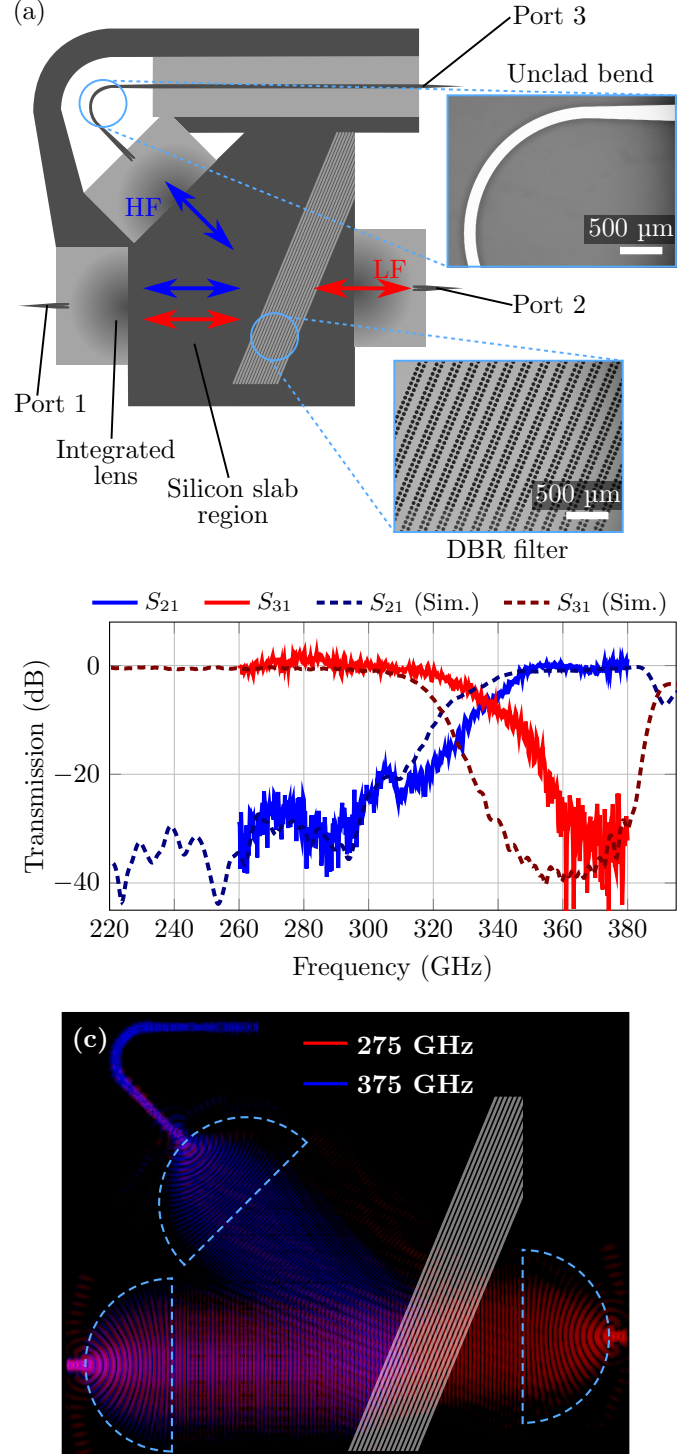 (a)
Port 3
Unclad bend
500 µm
HF
LF
Port 2
Port 1
Integrated
lens
Silicon slab
region
500 µm
DBR filter
S21 S31 S21 (Sim.) S31 (Sim.)
Transmission (dB)
0
−20
−40
220 240 260 280 300 320 340 360 380
Frequency (GHz)
(c)
275 GHz
375 GHz